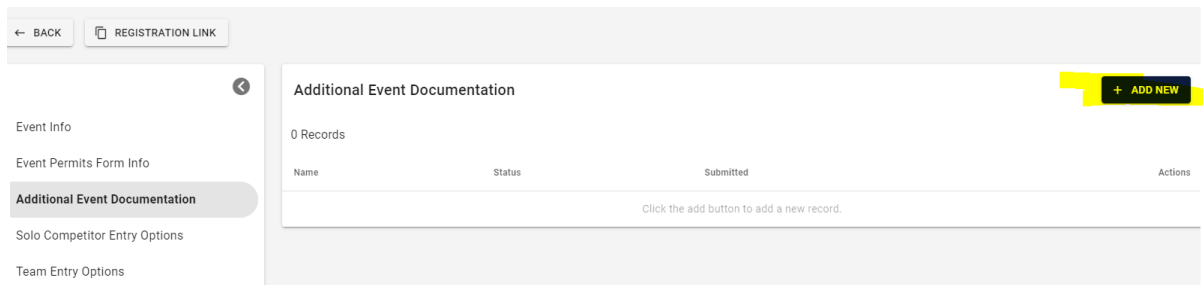 ← BACK
REGISTRATION LINK
Event Info
Event Permits Form Info
Additional Event Documentation
Solo Competitor Entry Options
Team Entry Options
Additional Event Documentation
+ ADD NEW
0 Records
Name Status Submitted Actions
Click the add button to add a new record.